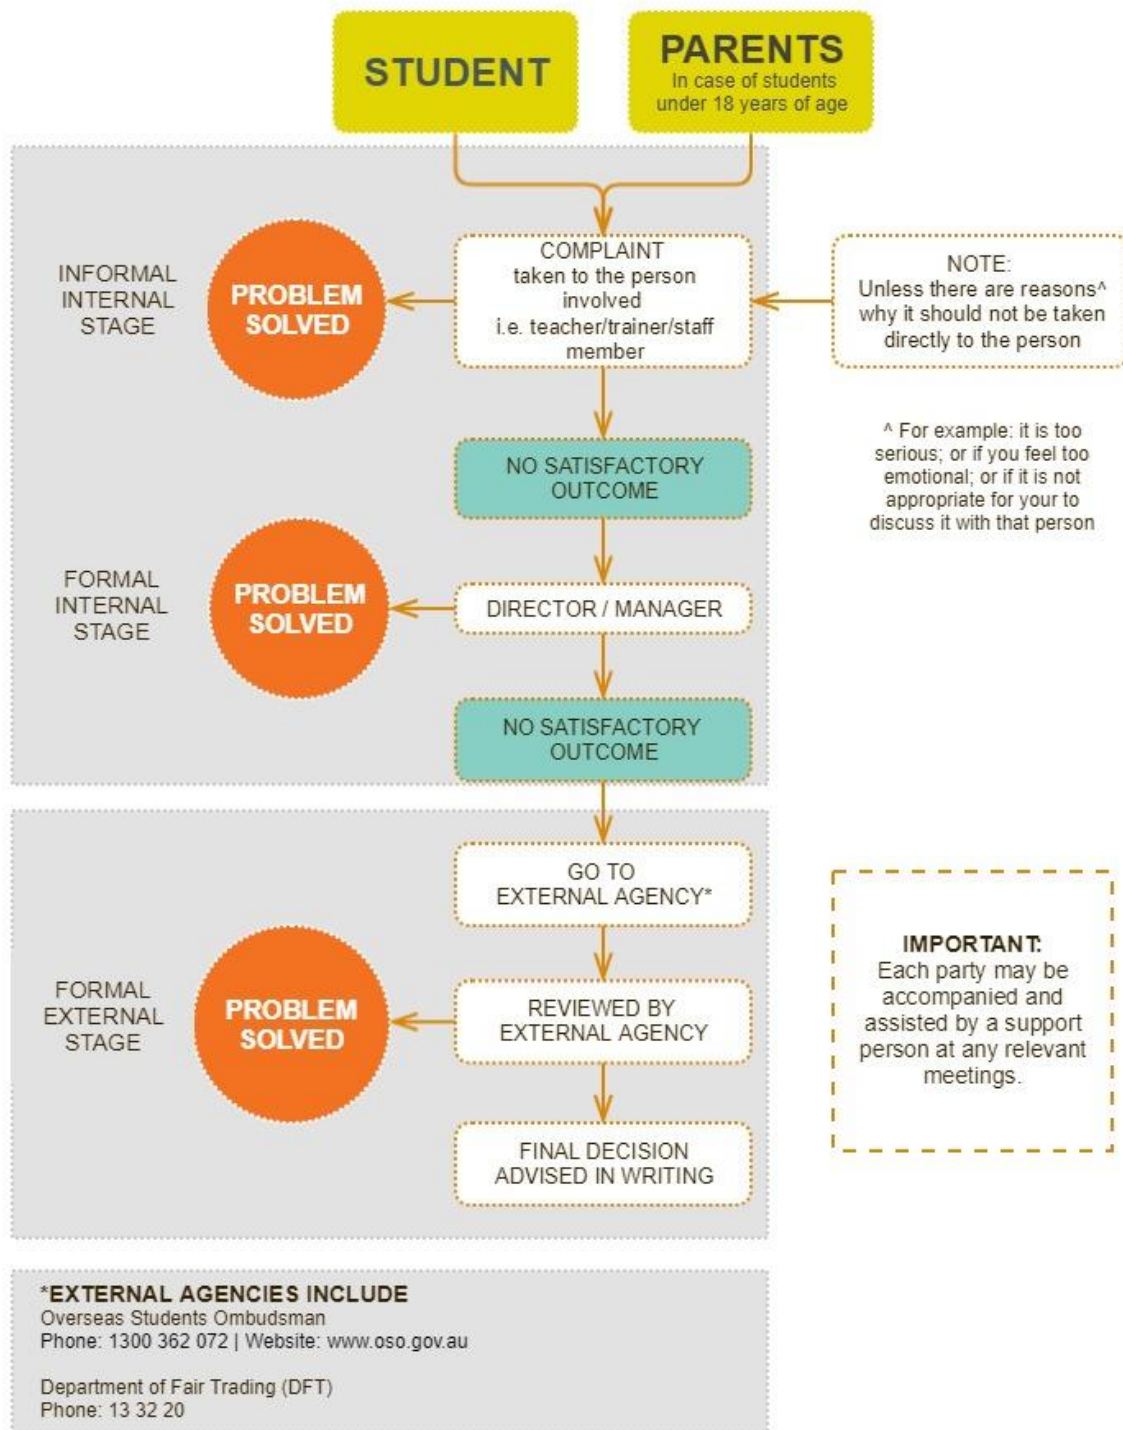 STUDENT
PARENTS
In case of students
under 18 years of age
INFORMAL
INTERNAL
STAGE
PROBLEM
SOLVED
COMPLAINT
taken to the person
involved
i.e. teacher/trainer/staff
member
NOTE:
Unless there are reasons^
why it should not be taken
directly to the person
^ For example: it is too
serious; or if you feel too
emotional; or if it is not
appropriate for your to
discuss it with that person
NO SATISFACTORY
OUTCOME
FORMAL
INTERNAL
STAGE
PROBLEM
SOLVED
DIRECTOR / MANAGER
NO SATISFACTORY
OUTCOME
GO TO
EXTERNAL AGENCY*
FORMAL
EXTERNAL
STAGE
PROBLEM
SOLVED
REVIEWED BY
EXTERNAL AGENCY
IMPORTANT:
Each party may be
accompanied and
assisted by a support
person at any relevant
meetings.
FINAL DECISION
ADVISED IN WRITING
*EXTERNAL AGENCIES INCLUDE
Overseas Students Ombudsman
Phone: 1300 362 072 | Website: www.oso.gov.au
Department of Fair Trading (DFT)
Phone: 13 32 20